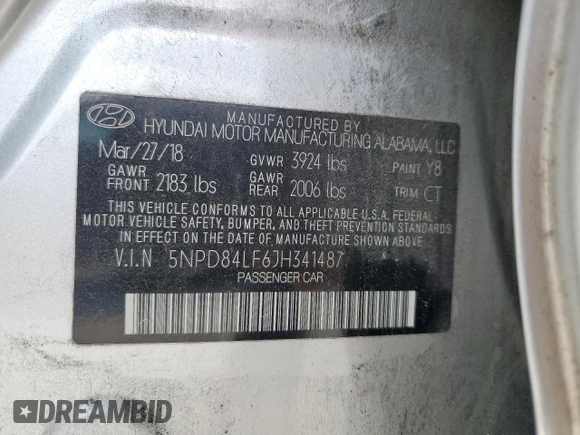 MANUFACTURED BY
HYUNDAI MOTOR MANUFACTURING ALABAMA, LLC
Mar/27/18 GVWR 3924 lbs PAINT Y8
GAWR FRONT 2183 lbs GAWR REAR 2006 lbs TRIM CT
THIS VEHICLE CONFORMS TO ALL APPLICABLE U.S.A. FEDERAL-
MOTOR VEHICLE SAFETY, BUMPER, AND THEFT PREVENTION STANDARDS
IN EFFECT ON THE DATE OF MANUFACTURE SHOWN ABOVE.
V.I.N 5NPD84LF6JH341487
PASSENGER CAR
DREAMBID